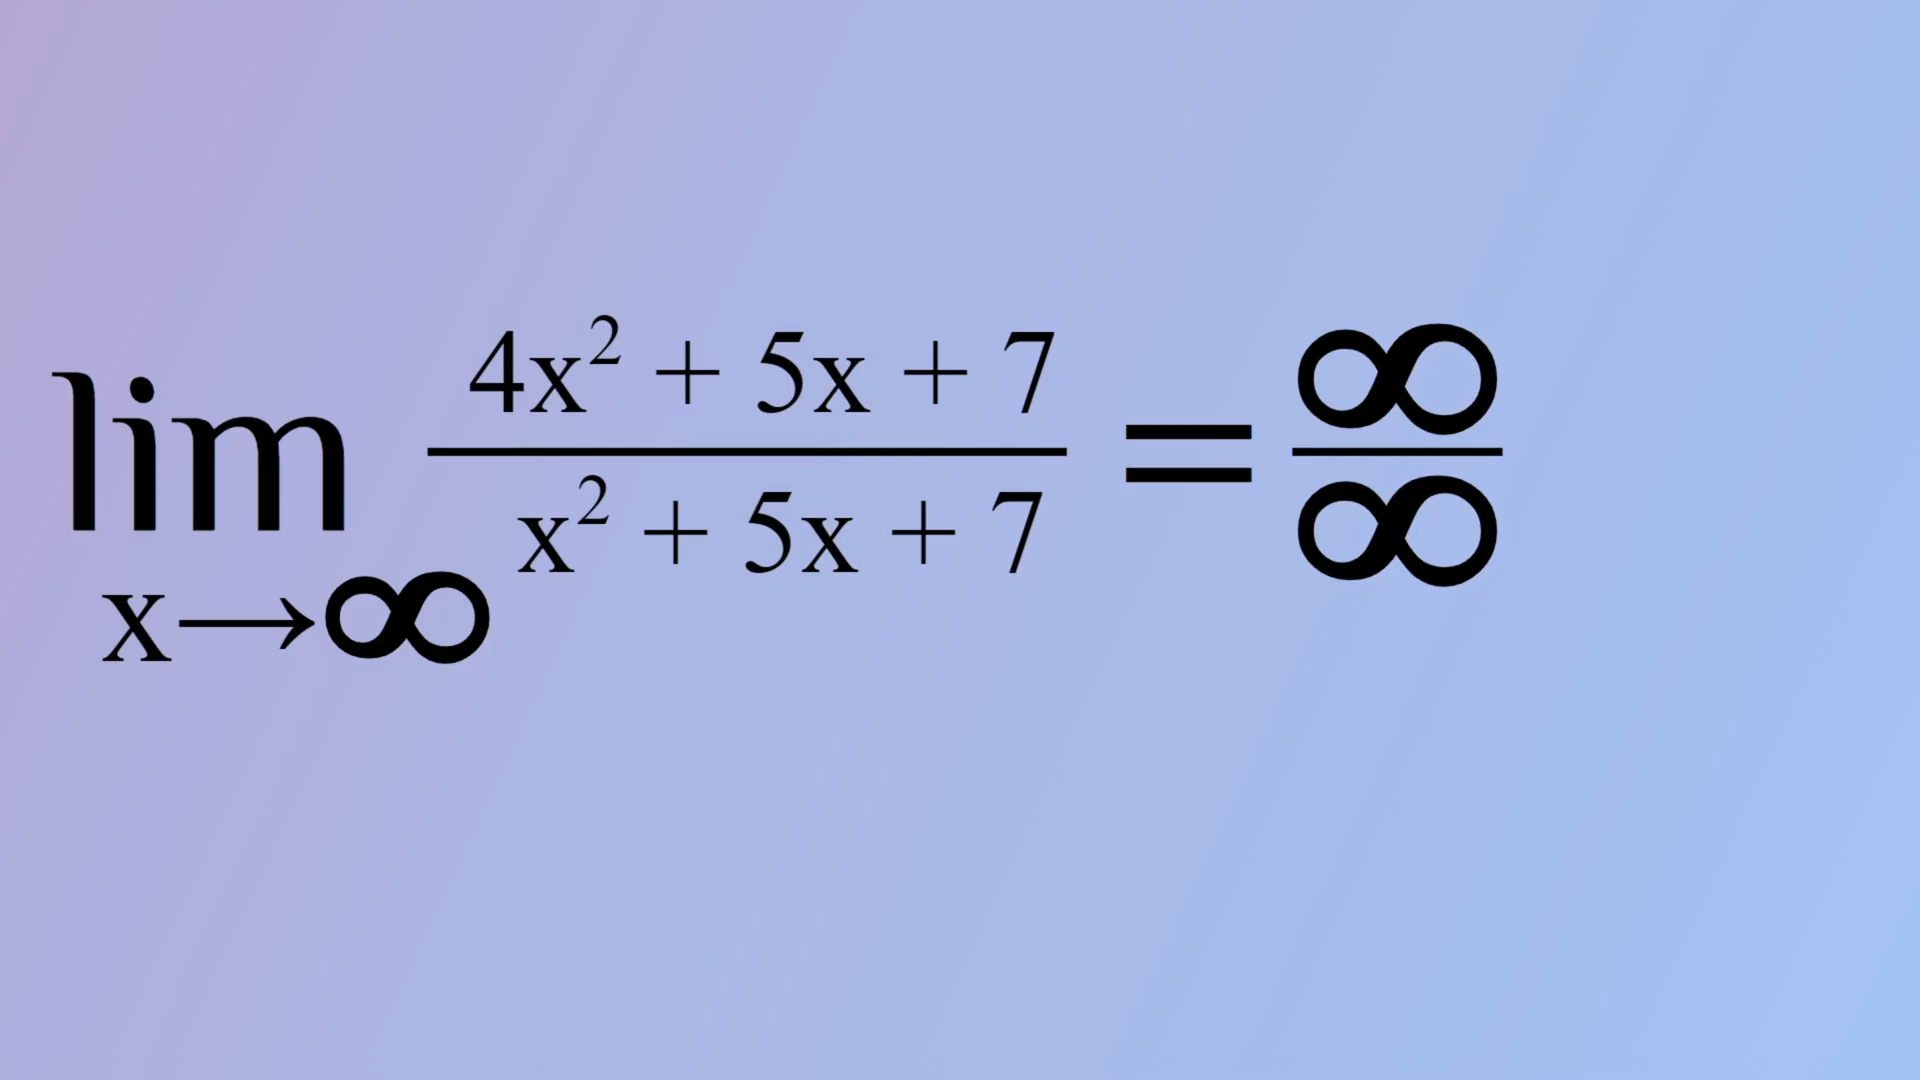 lim 4x² + 5x + 7 / x² + 5x + 7 = ∞ / ∞
x→∞